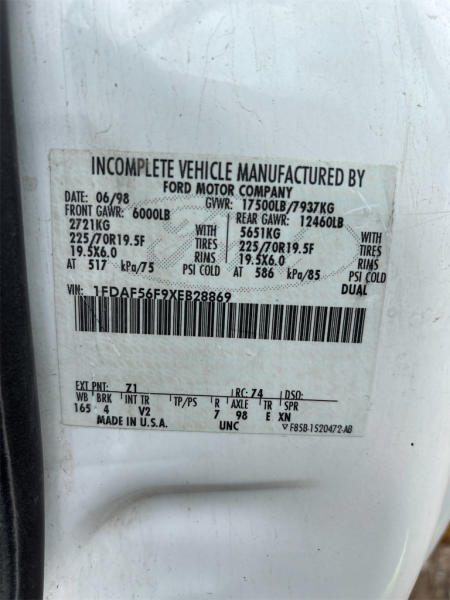 INCOMPLETE VEHICLE MANUFACTURED BY
FORD MOTOR COMPANY
DATE 06/98 GVWR: 17500LB/7937KG
FRONT GAWR: 6000LB REAR GAWR: 12460LB
2721KG WITH 5651KG WITH
225/70R19.5F TIRES 225/70R19.5F TIRES
19.5X6.0 RIMS 19.5X6.0 RIMS
AT 517 kPa/75 PSI COLD AT 586 kPa/85 PSI COLD
DUAL
VIN: 1FDAF56F9XEB28869
EXT PNT: Z1 RC: 74 DSO:
WB BRK INT TR TP/PS R AXLE TR SPR
165 4 V2 7 98 E XN
MADE IN U.S.A. UNC F85B-1520472-AB